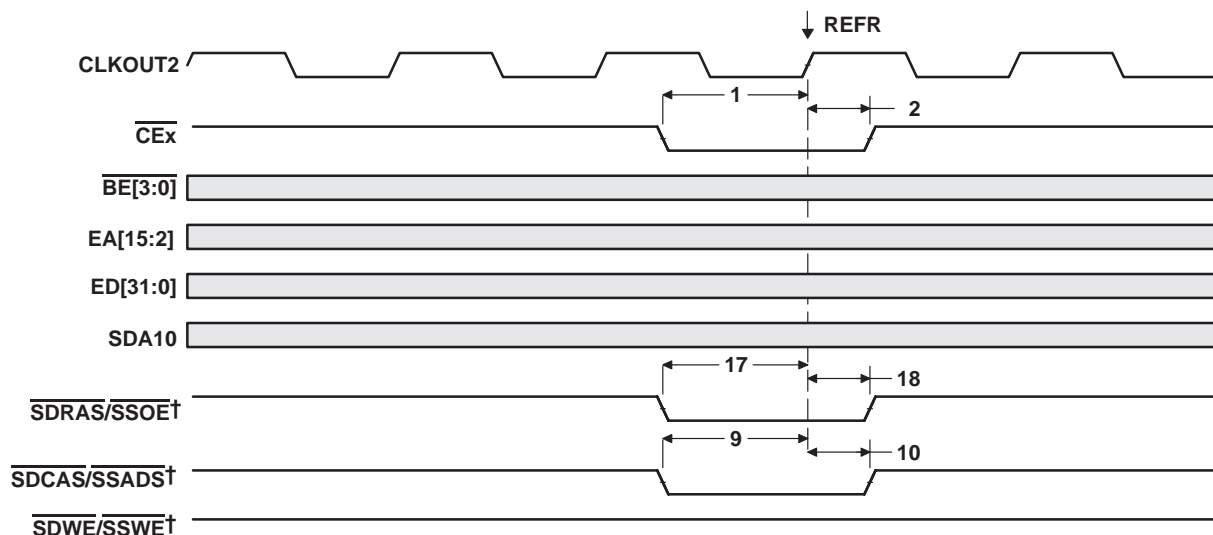 REFR
CLKOUT2
1
2
CEx
BE[3:0]
EA[15:2]
ED[31:0]
SDA10
17
18
SDRAS/SSOE†
9
10
SDCAS/SSADS†
SDWE/SSWE†